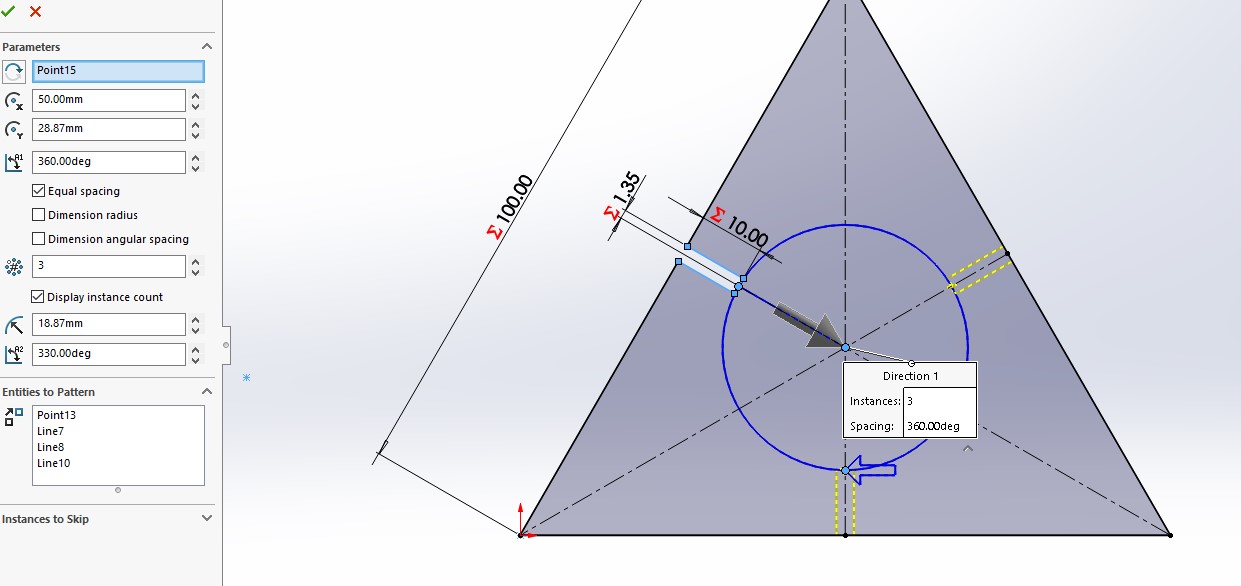 Parameters
Point15
50.00mm
28.87mm
360.00deg
Equal spacing
Dimension radius
Dimension angular spacing
3
Display instance count
18.87mm
330.00deg
Entities to Pattern
Point13
Line7
Line8
Line10
Instances to Skip
Σ 100.00
Σ 1.35
Σ 10.00
Direction 1
Instances: 3
Spacing: 360.00deg